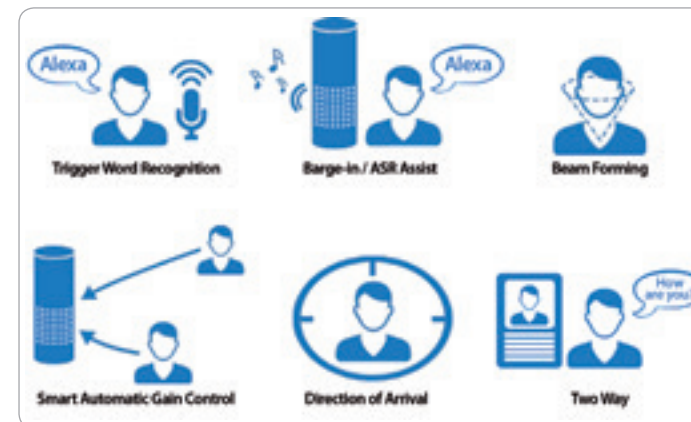 Alexa
Alexa
Trigger Word Recognition
Barge-in / ASR Assist
Beam Forming
How
are you?
Smart Automatic Gain Control
Direction of Arrival
Two Way